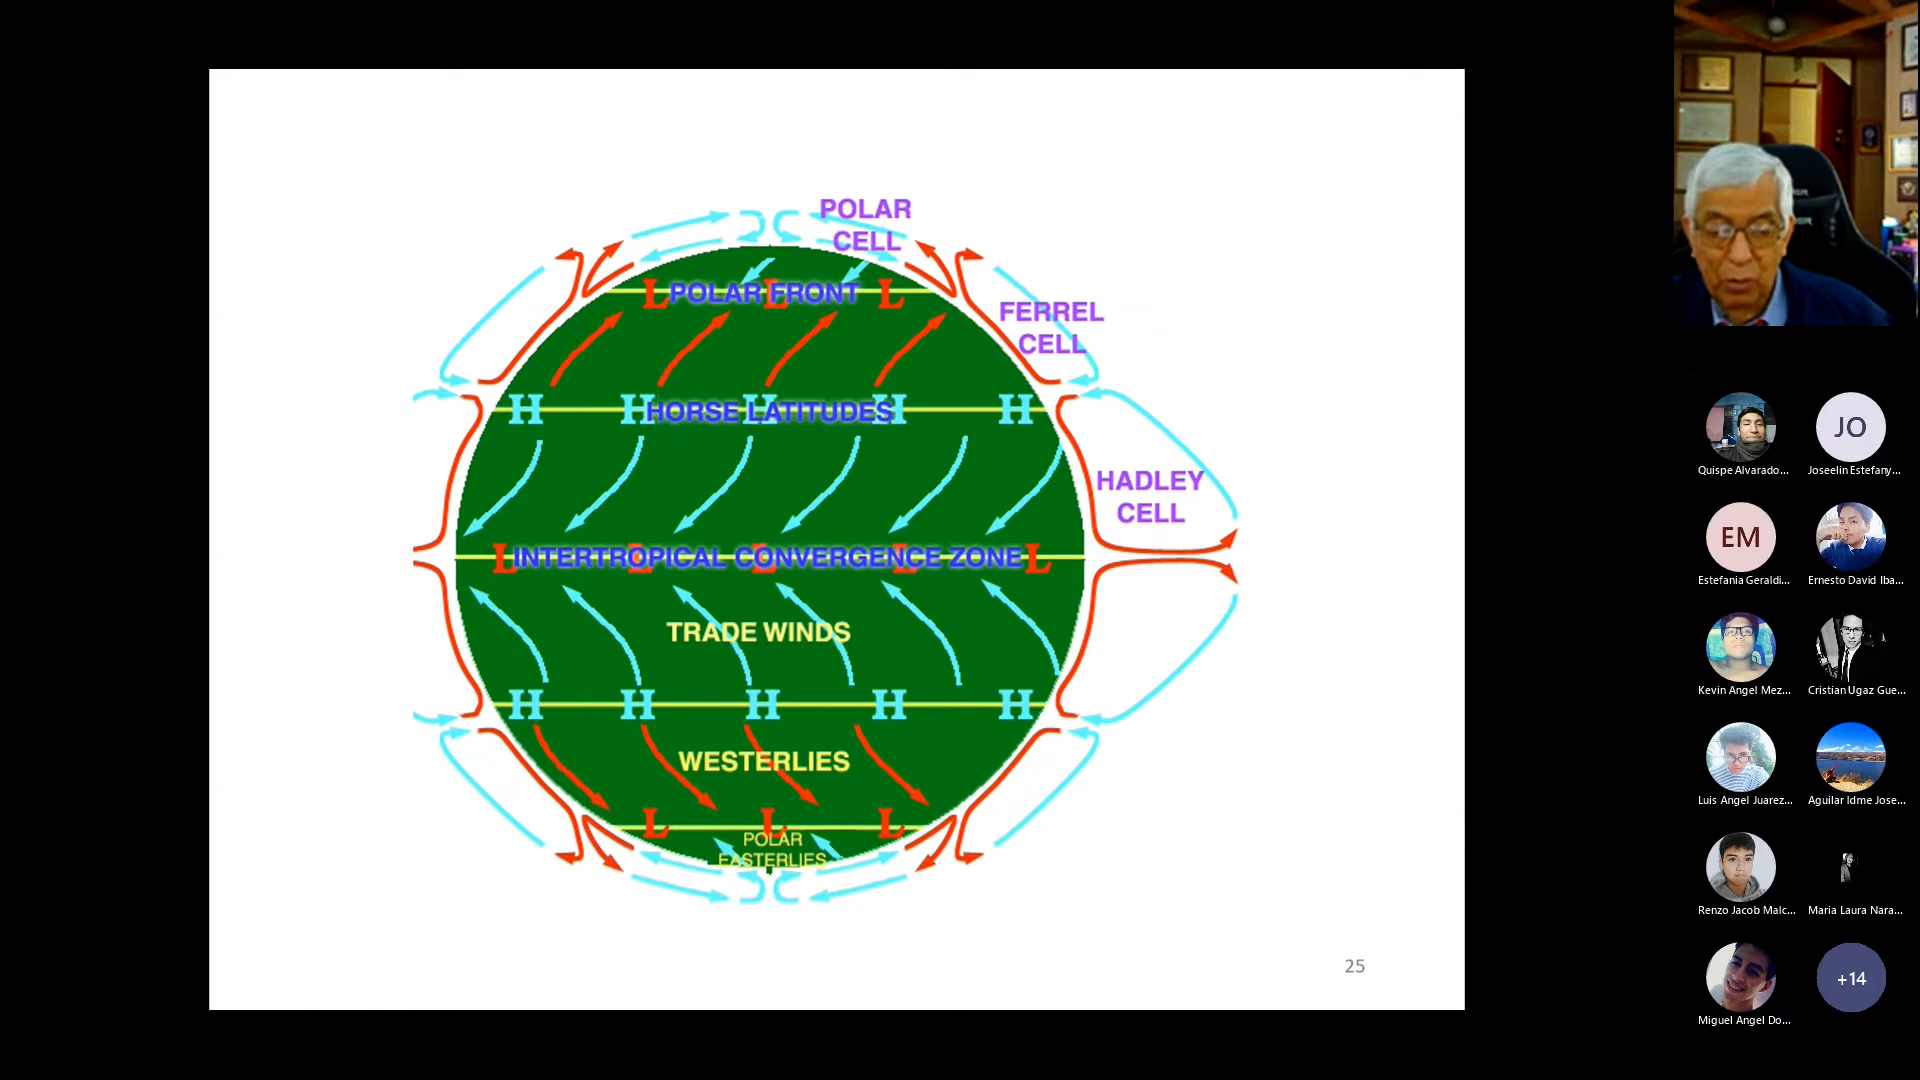 POLAR
CELL
L POLAR FRONT L L
FERREL
CELL
H H HORSE LATITUDES H H H
HADLEY
CELL
L INTERTROPICAL CONVERGENCE ZONE L L L L
TRADE WINDS
H H H H H
WESTERLIES
L L L
POLAR
EASTERLIES
25
Quispe Alvarado...
JO
Joseelin Estefany...
EM
Estefania Geraldi...
Ernesto David Iba...
Kevin Angel Mez...
Cristian Ugaz Gue...
Luis Angel Juarez...
Aguilar Idme Jose...
Renzo Jacob Malc...
Maria Laura Nara...
Miguel Angel Do...
+14